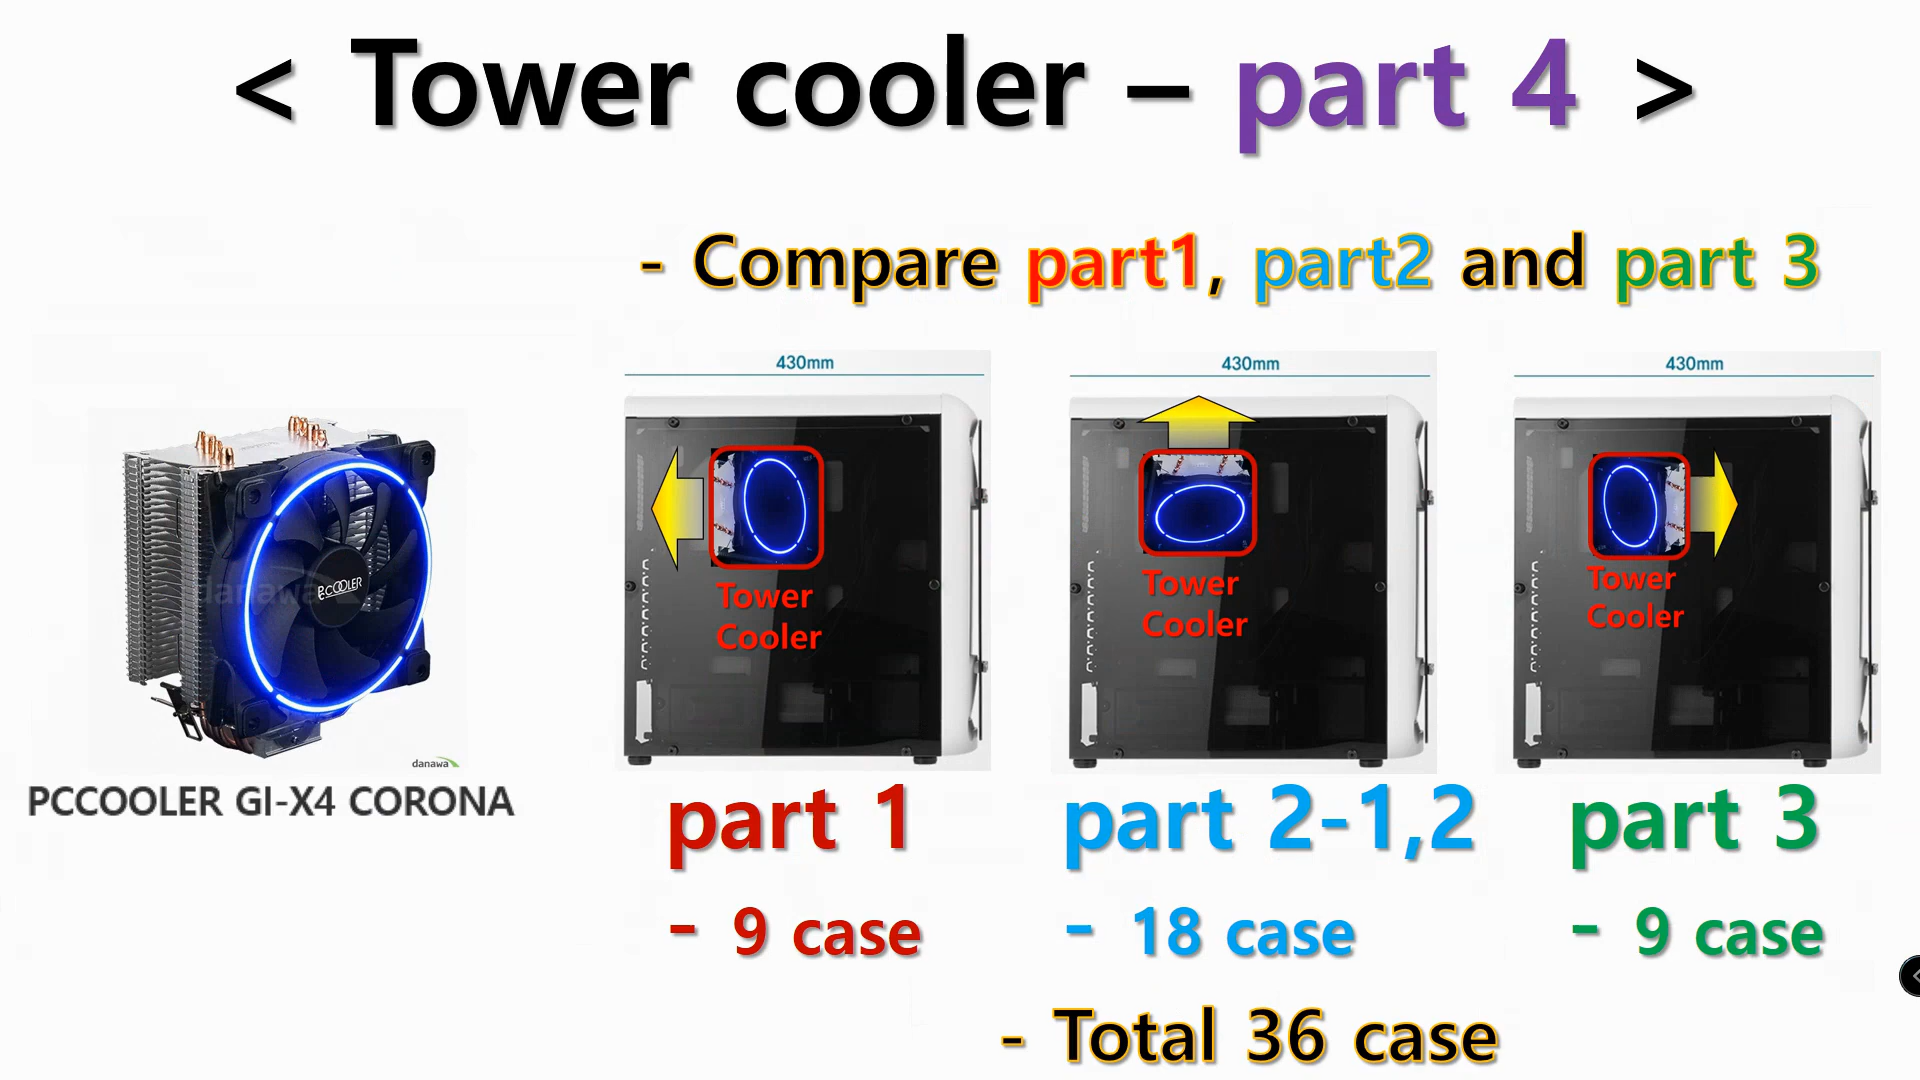 < Tower cooler – part 4 >
- Compare part1, part2 and part 3
430mm
430mm
430mm
PCCOOLER
danawa
Tower
Cooler
Tower
Cooler
Tower
Cooler
danawa
PCCOOLER GI-X4 CORONA
part 1
part 2-1,2
part 3
- 9 case
- 18 case
- 9 case
- Total 36 case